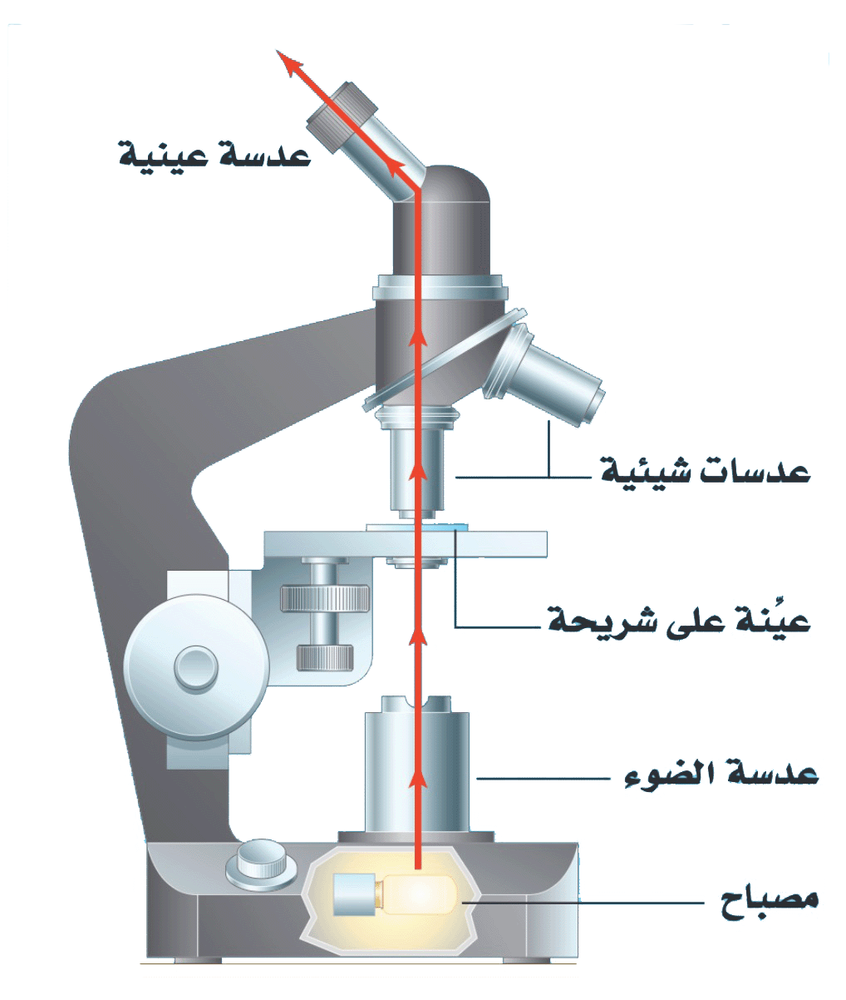 عدسة عينية
عدسات شيئية
عيِّنة على شريحة
عدسة الضوء
مصباح